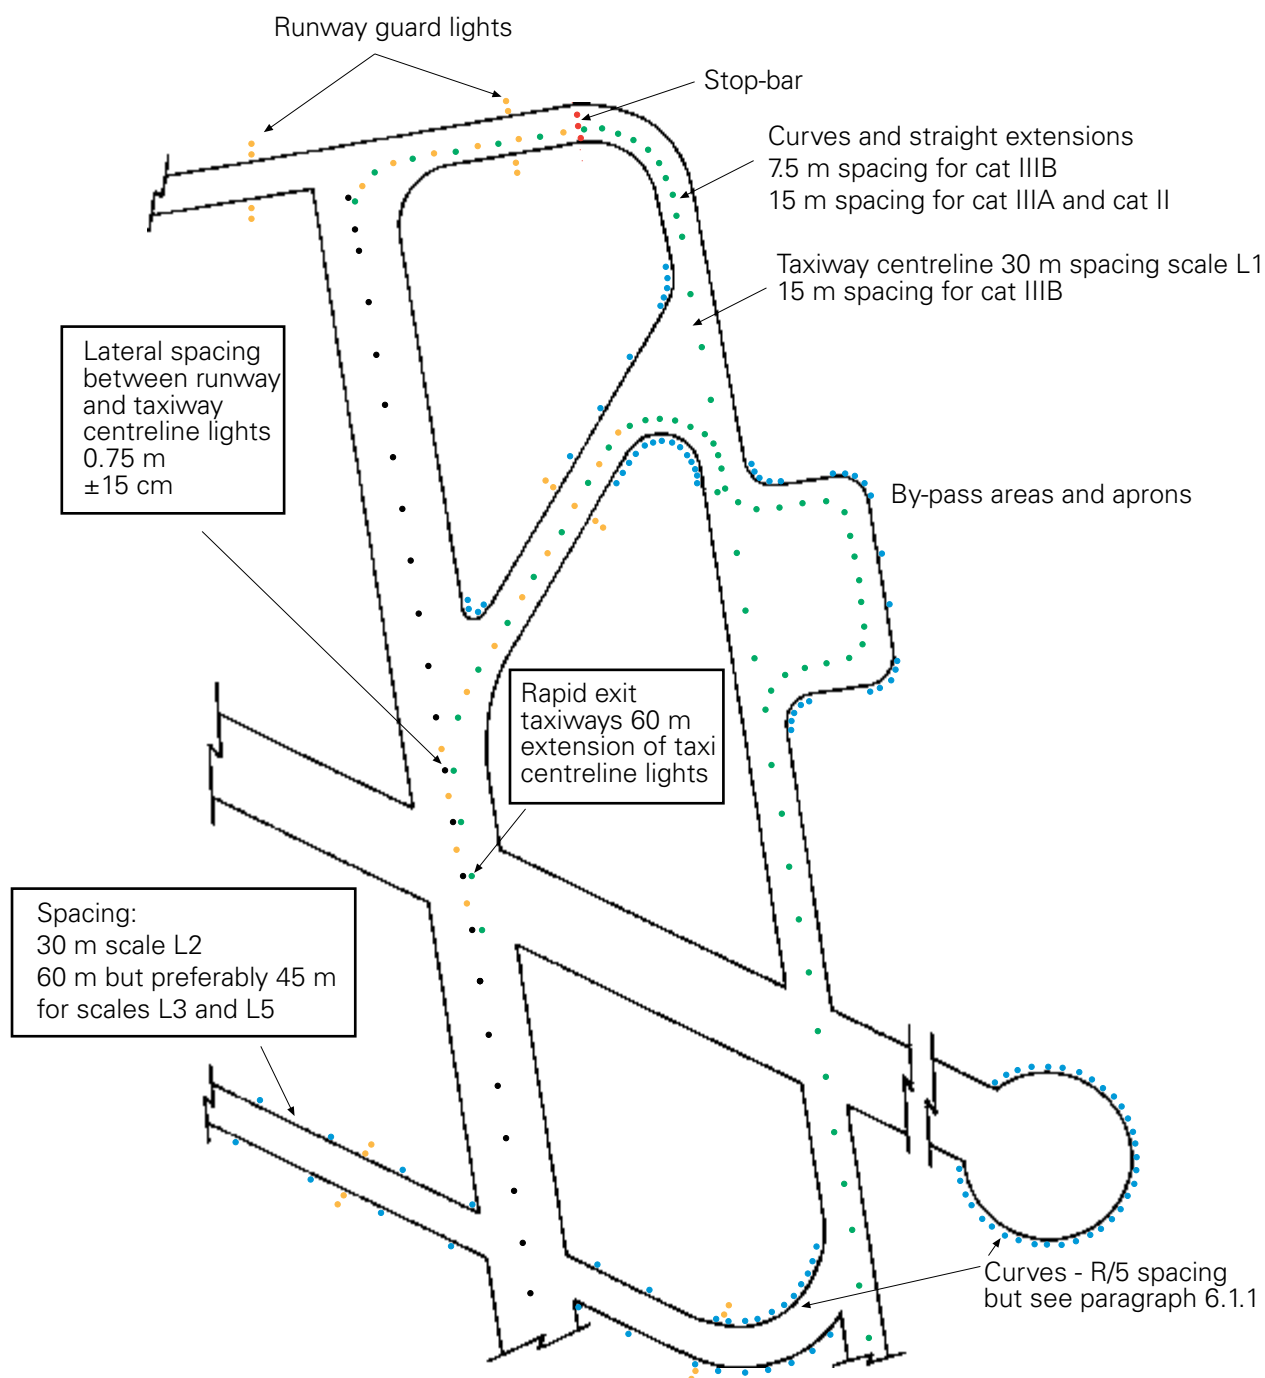 Runway guard lights
Stop-bar
Curves and straight extensions
7.5 m spacing for cat IIIB
15 m spacing for cat IIIA and cat II
Taxiway centreline 30 m spacing scale L1
15 m spacing for cat IIIB
Lateral spacing
between runway
and taxiway
centreline lights
0.75 m
±15 cm
By-pass areas and aprons
Rapid exit
taxiways 60 m
extension of taxi
centreline lights
Spacing:
30 m scale L2
60 m but preferably 45 m
for scales L3 and L5
Curves - R/5 spacing
but see paragraph 6.1.1